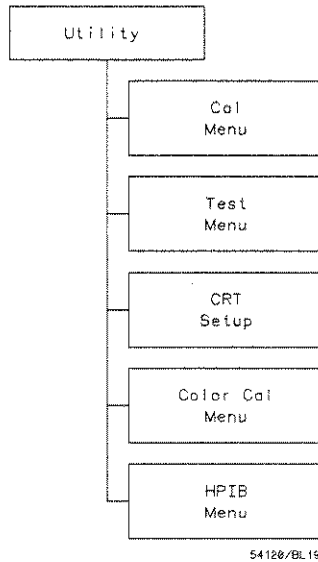 Utility
Cal
Menu
Test
Menu
CRT
Setup
Color Cal
Menu
HPIB
Menu
54120/BL19